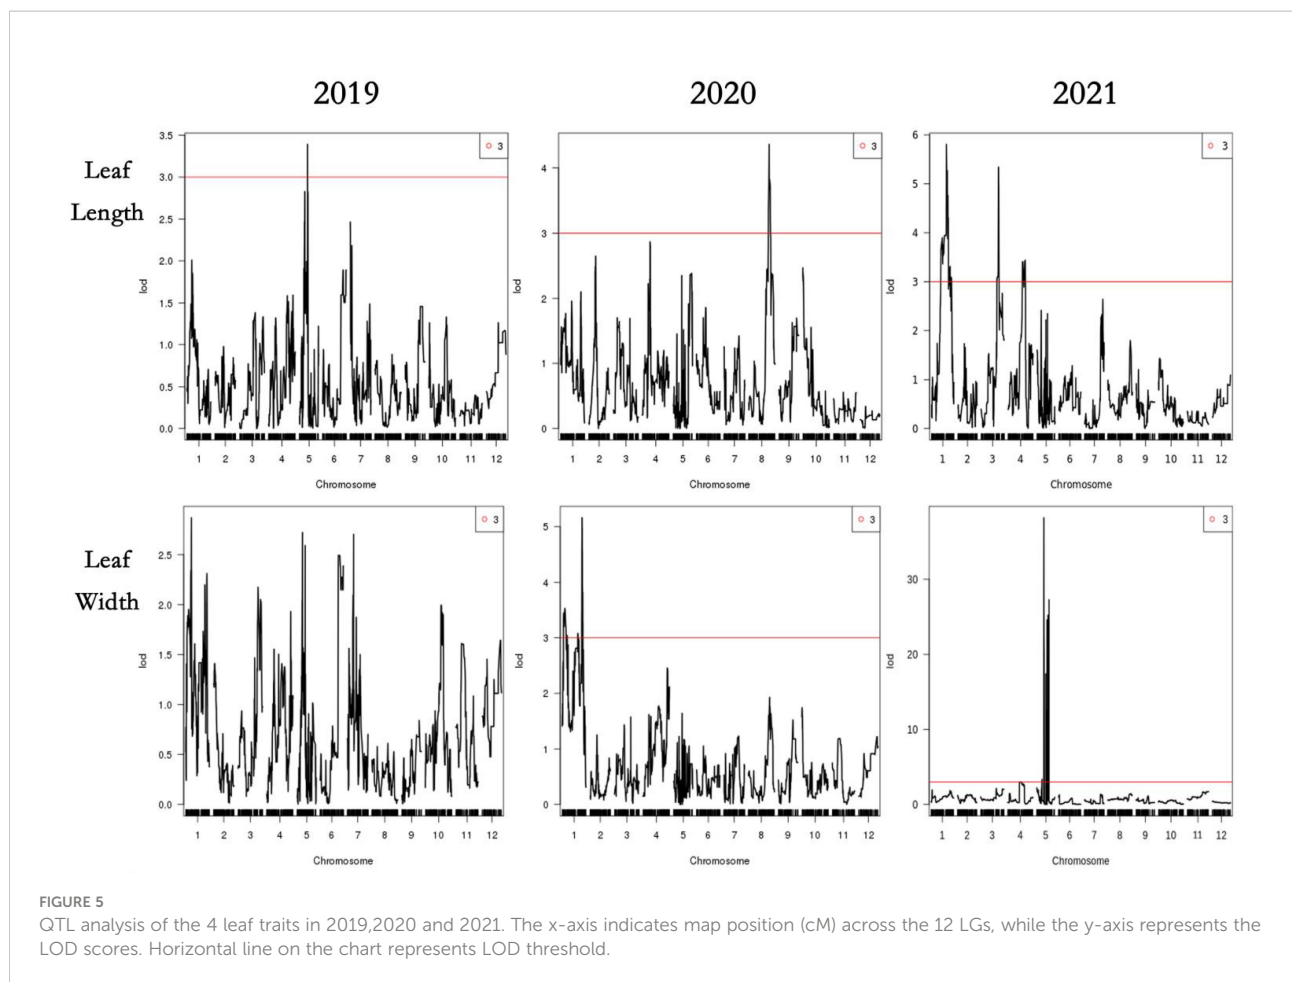 2019
2020
2021
Leaf
Length
3.5
3.0
2.5
2.0
1.5
1.0
0.5
0.0
lod
3
1 2 3 4 5 6 7 8 9 10 11 12
Chromosome
4
3
2
1
0
lod
3
1 2 3 4 5 6 7 8 9 10 11 12
Chromosome
6
5
4
3
2
1
0
lod
3
1 2 3 4 5 6 7 8 9 10 11 12
Chromosome
Leaf
Width
2.5
2.0
1.5
1.0
0.5
0.0
lod
3
1 2 3 4 5 6 7 8 9 10 11 12
Chromosome
5
4
3
2
1
0
lod
3
1 2 3 4 5 6 7 8 9 10 11 12
Chromosome
30
20
10
0
lod
3
1 2 3 4 5 6 7 8 9 10 11 12
Chromosome
FIGURE 5
QTL analysis of the 4 leaf traits in 2019,2020 and 2021. The x-axis indicates map position (cM) across the 12 LGs, while the y-axis represents the
LOD scores. Horizontal line on the chart represents LOD threshold.